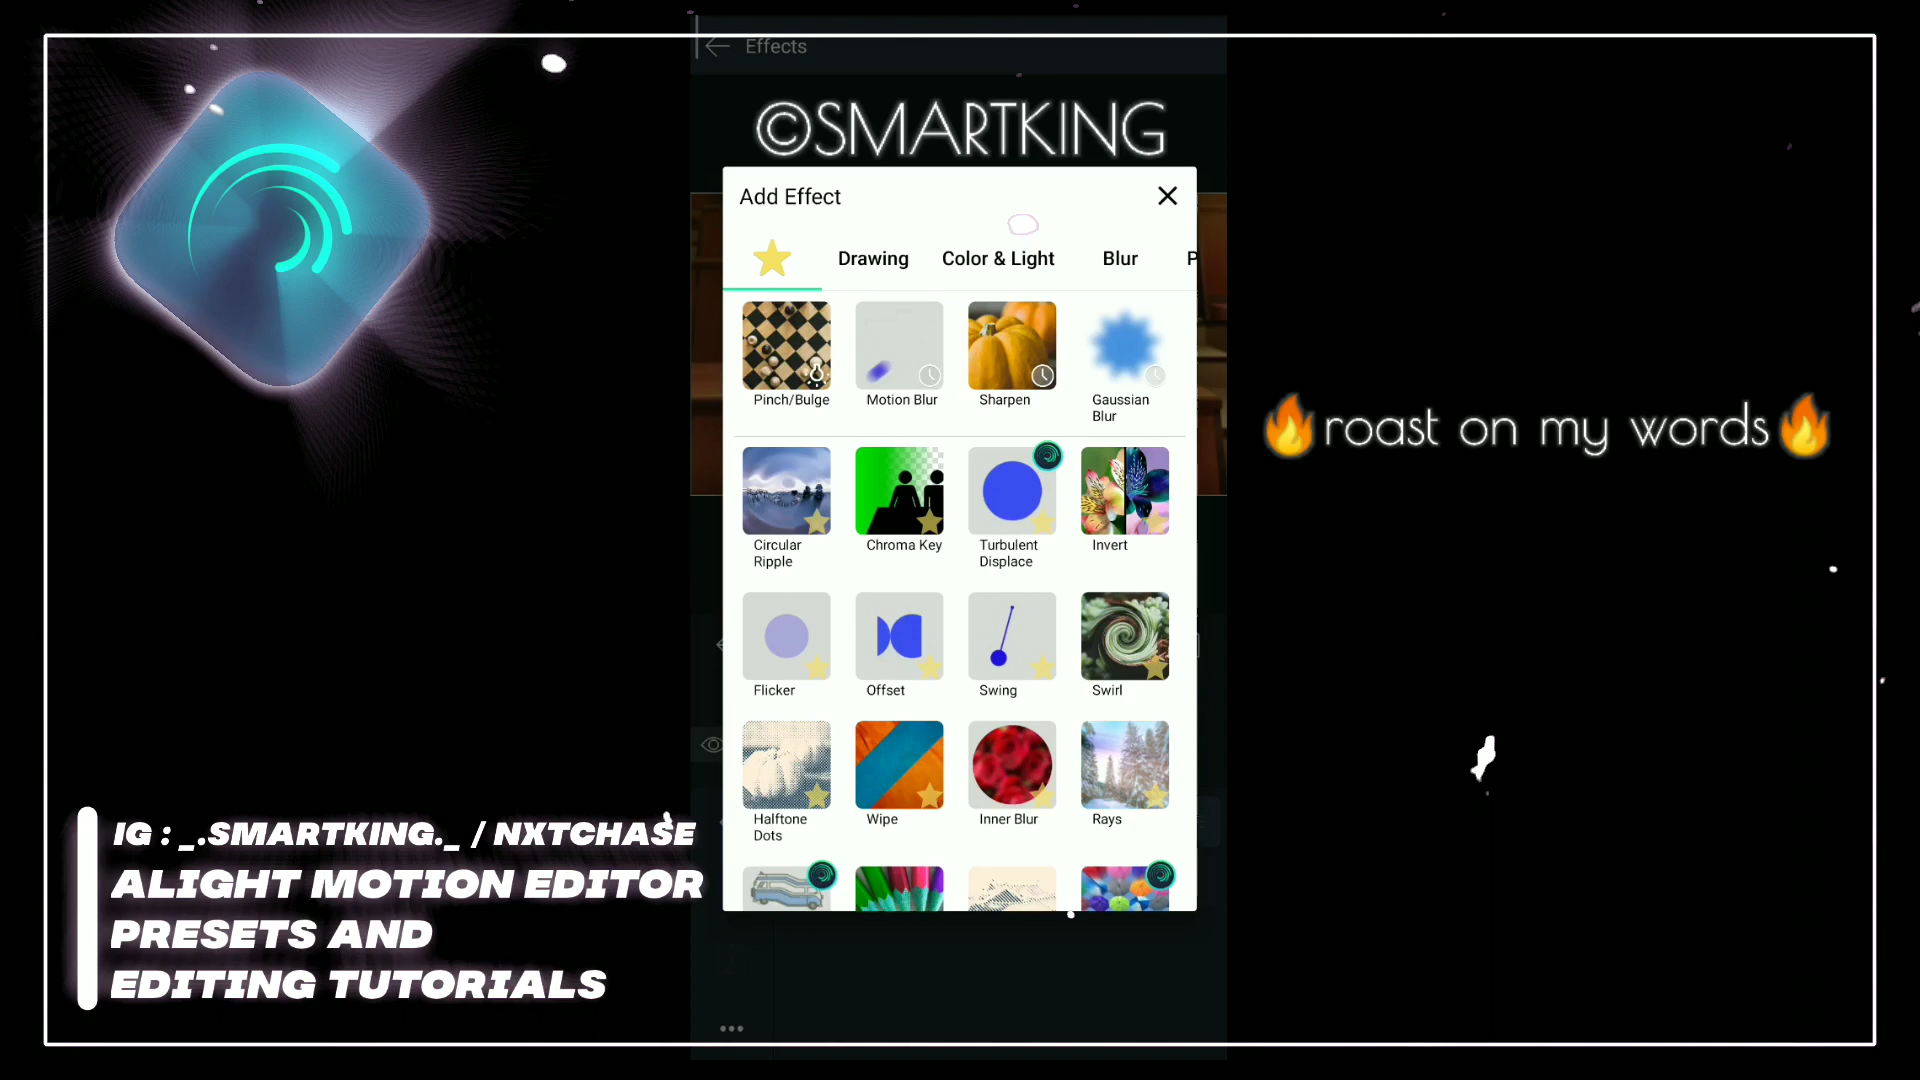 Effects
©SMARTKING
Add Effect
Drawing Color & Light Blur P
Pinch/Bulge Motion Blur Sharpen Gaussian Blur
Circular Ripple Chroma Key Turbulent Displace Invert
Flicker Offset Swing Swirl
Halftone Dots Wipe Inner Blur Rays
🔥roast on my words🔥
IG : _.SMARTKING._ / NXTCHASE
ALIGHT MOTION EDITOR
PRESETS AND
EDITING TUTORIALS